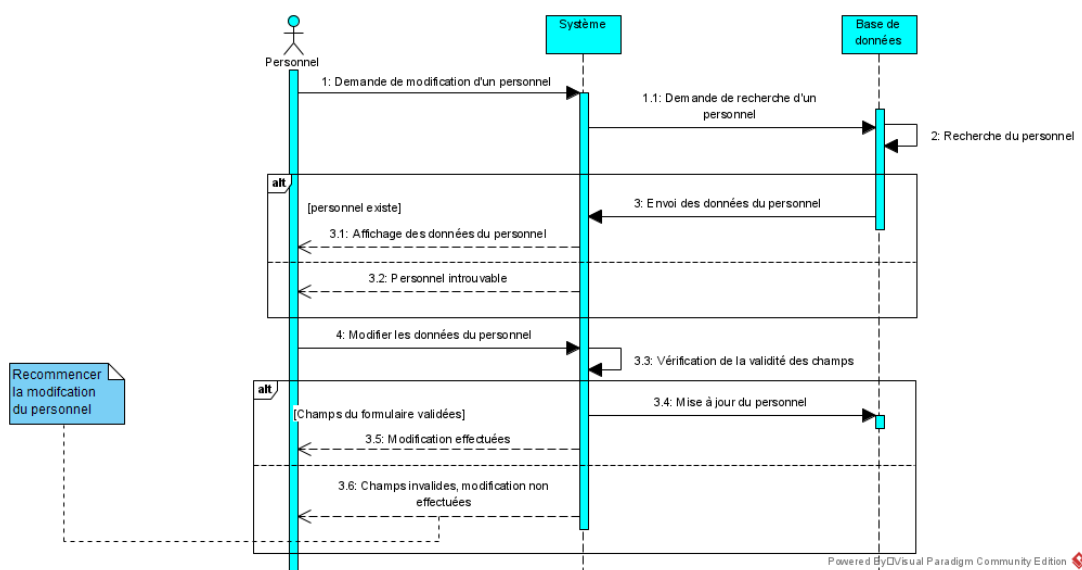 Personnel
Système
Base de
données
1: Demande de modification d'un personnel
1.1: Demande de recherche d'un
personnel
2: Recherche du personnel
alt
[personnel existe]
3: Envoi des données du personnel
3.1: Affichage des données du personnel
3.2: Personnel introuvable
4: Modifier les données du personnel
3.3: Vérification de la validité des champs
Recommencer
la modifcation
du personnel
alt
[Champs du formulaire validées]
3.4: Mise à jour du personnel
3.5: Modification effectuées
3.6: Champs invalides, modification non
effectuées
Powered By□Visual Paradigm Community Edition